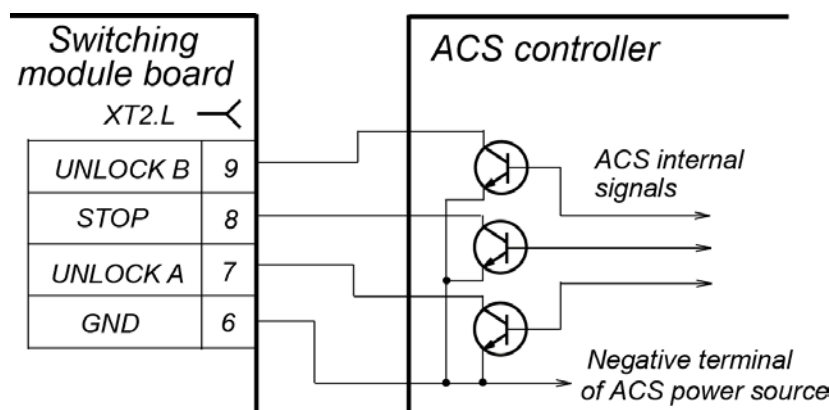 Switching
module board
XT2.L
UNLOCK B 9
STOP 8
UNLOCK A 7
GND 6
ACS controller
ACS internal
signals
Negative terminal
of ACS power source